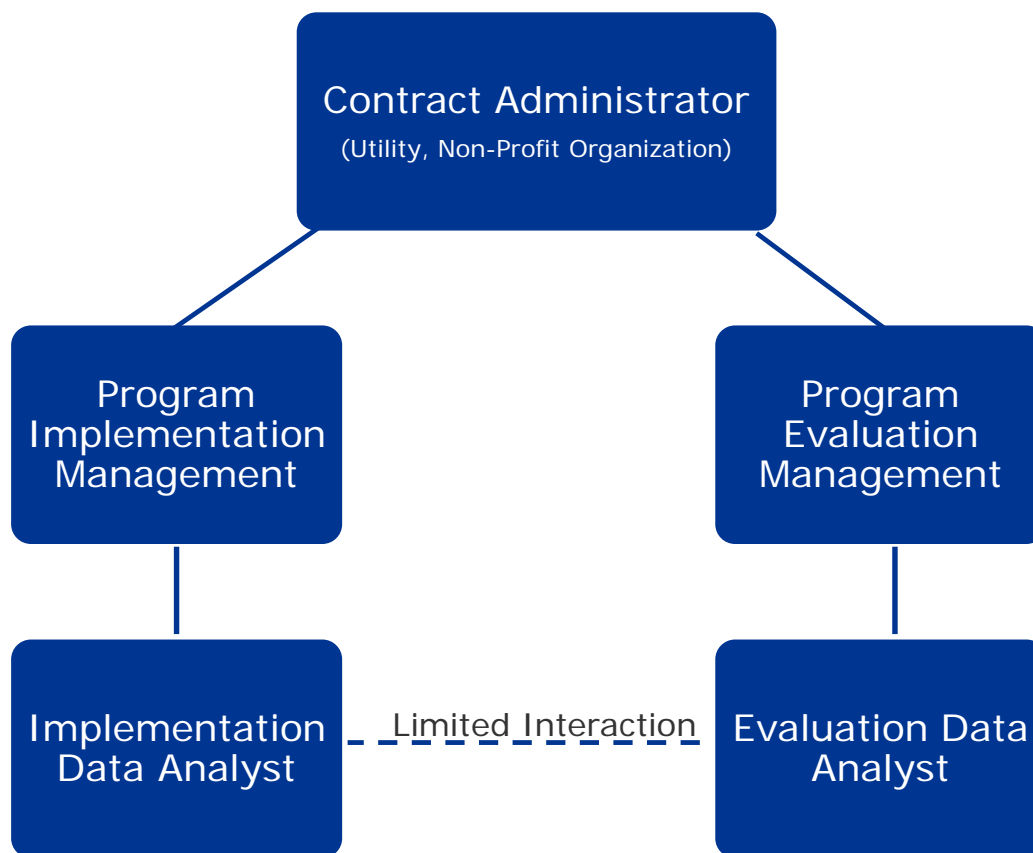 Contract Administrator
(Utility, Non-Profit Organization)
Program
Implementation
Management
Program
Evaluation
Management
Implementation
Data Analyst
Limited Interaction
Evaluation Data
Analyst